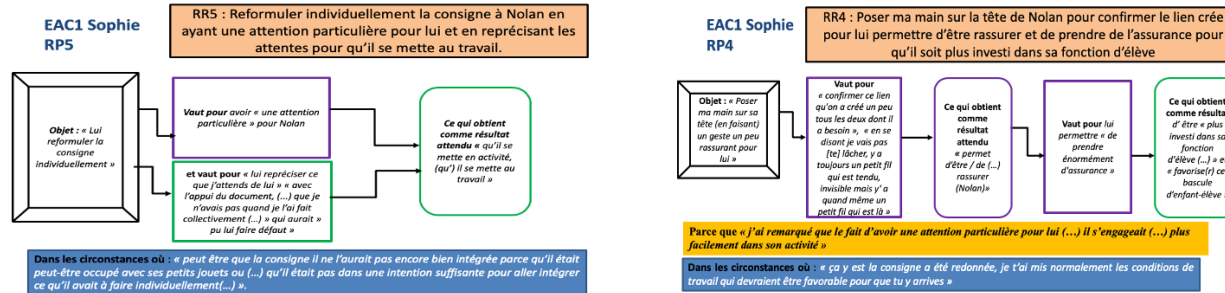 EAC1 Sophie
RP5
RR5 : Reformuler individuellement la consigne à Nolan en
ayant une attention particulière pour lui et en reprécisant les
attentes pour qu'il se mette au travail.
Objet : « Lui
reformuler la
consigne
individuellement »
Vaut pour avoir « une attention
particulière » pour Nolan
et vaut pour « lui repréciser ce
que j'attends de lui » « avec
l'appui du document, (...) que je
n'avais pas quand je l'ai fait
collectivement (...) » qui aurait »
pu lui faire défaut »
Ce qui obtient
comme résultat
attendu « qu'il se
mette en activité,
(qu') il se mette au
travail »
Dans les circonstances où : « peut être que la consigne il ne l'aurait pas encore bien intégrée parce qu'il était
peut-être occupé avec ses petits jouets ou (...) qu'il était pas dans une intention suffisante pour aller intégrer
ce qu'il avait à faire individuellement(...) ».
EAC1 Sophie
RP4
RR4 : Poser ma main sur la tête de Nolan pour confirmer le lien crée
pour lui permettre d'être rassurer et de prendre de l'assurance pour
qu'il soit plus investi dans sa fonction d'élève
Objet : « Poser
ma main sur sa
tête (en faisant)
un geste un peu
rassurant pour
lui »
Vaut pour
« confirmer ce lien
qu'on a créé un peu
tous les deux dont il
a besoin », « en se
disant je vais pas
[te] lâcher, y a
toujours un petit fil
qui est tendu,
invisible mais y' a
quand même un
petit fil qui est là »
Ce qui obtient
comme
résultat
attendu
« permet
d'être / de (...)
rassurer
(Nolan)»
Vaut pour lui
permettre « de
prendre
énormément
d'assurance »
Ce qui obtient
comme résultat
d' être « plus
investi dans sa
fonction
d'élève (...) » et
« favorise(r) ce
bascule
d'enfant-élève
Parce que « j'ai remarqué que le fait d'avoir une attention particulière pour lui (...) il s'engageait (...) plus
facilement dans son activité »
Dans les circonstances où : « ça y est la consigne a été redonnée, je t'ai mis normalement les conditions de
travail qui devraient être favorable pour que tu y arrives »